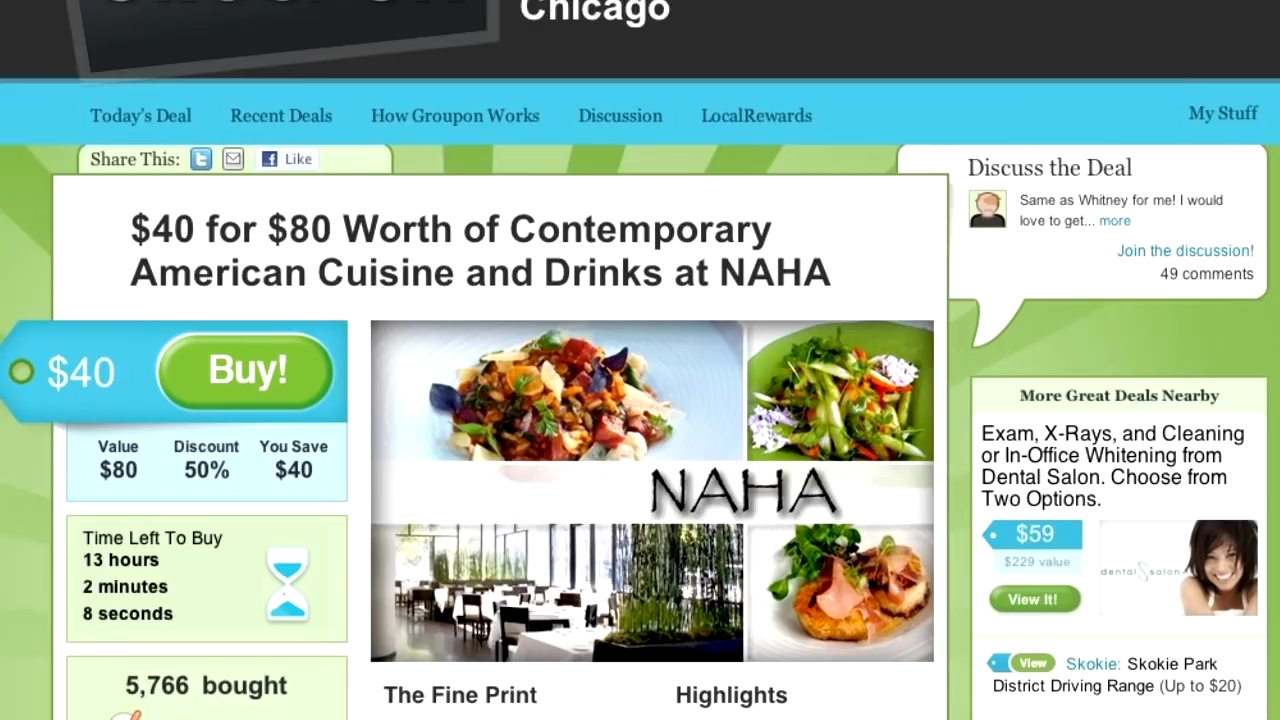 Chicago
Today's Deal Recent Deals How Groupon Works Discussion LocalRewards My Stuff
Share This: Like
$40 for $80 Worth of Contemporary
American Cuisine and Drinks at NAHA
$40 Buy!
Value Discount You Save
$80 50% $40
Time Left To Buy
13 hours
2 minutes
8 seconds
5,766 bought
NAHA
The Fine Print Highlights
Discuss the Deal
Same as Whitney for me! I would
love to get... more
Join the discussion!
49 comments
More Great Deals Nearby
Exam, X-Rays, and Cleaning
or In-Office Whitening from
Dental Salon. Choose from
Two Options.
$59
$229 value
View It!
dental salon
View Skokie: Skokie Park
District Driving Range (Up to $20)